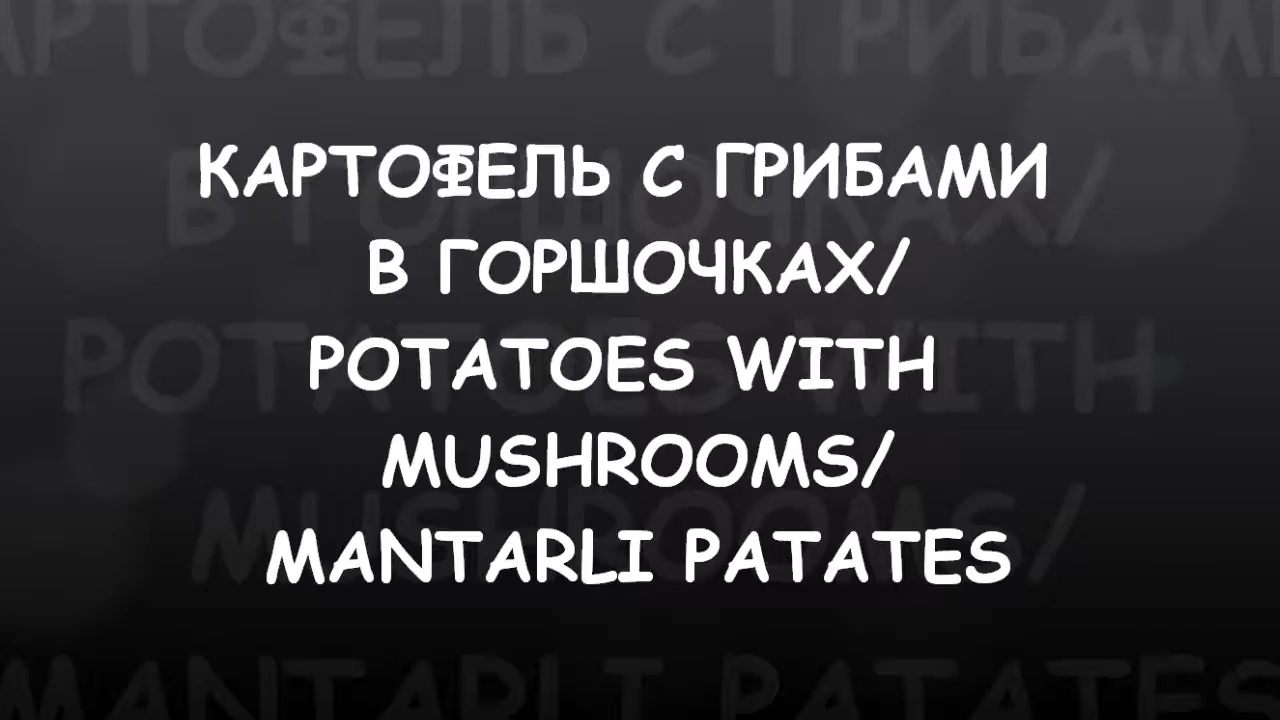 КАРТОФЕЛЬ С ГРИБАМИ
В ГОРШОЧКАХ/
POTATOES WITH
MUSHROOMS/
MANTARLI PATATES